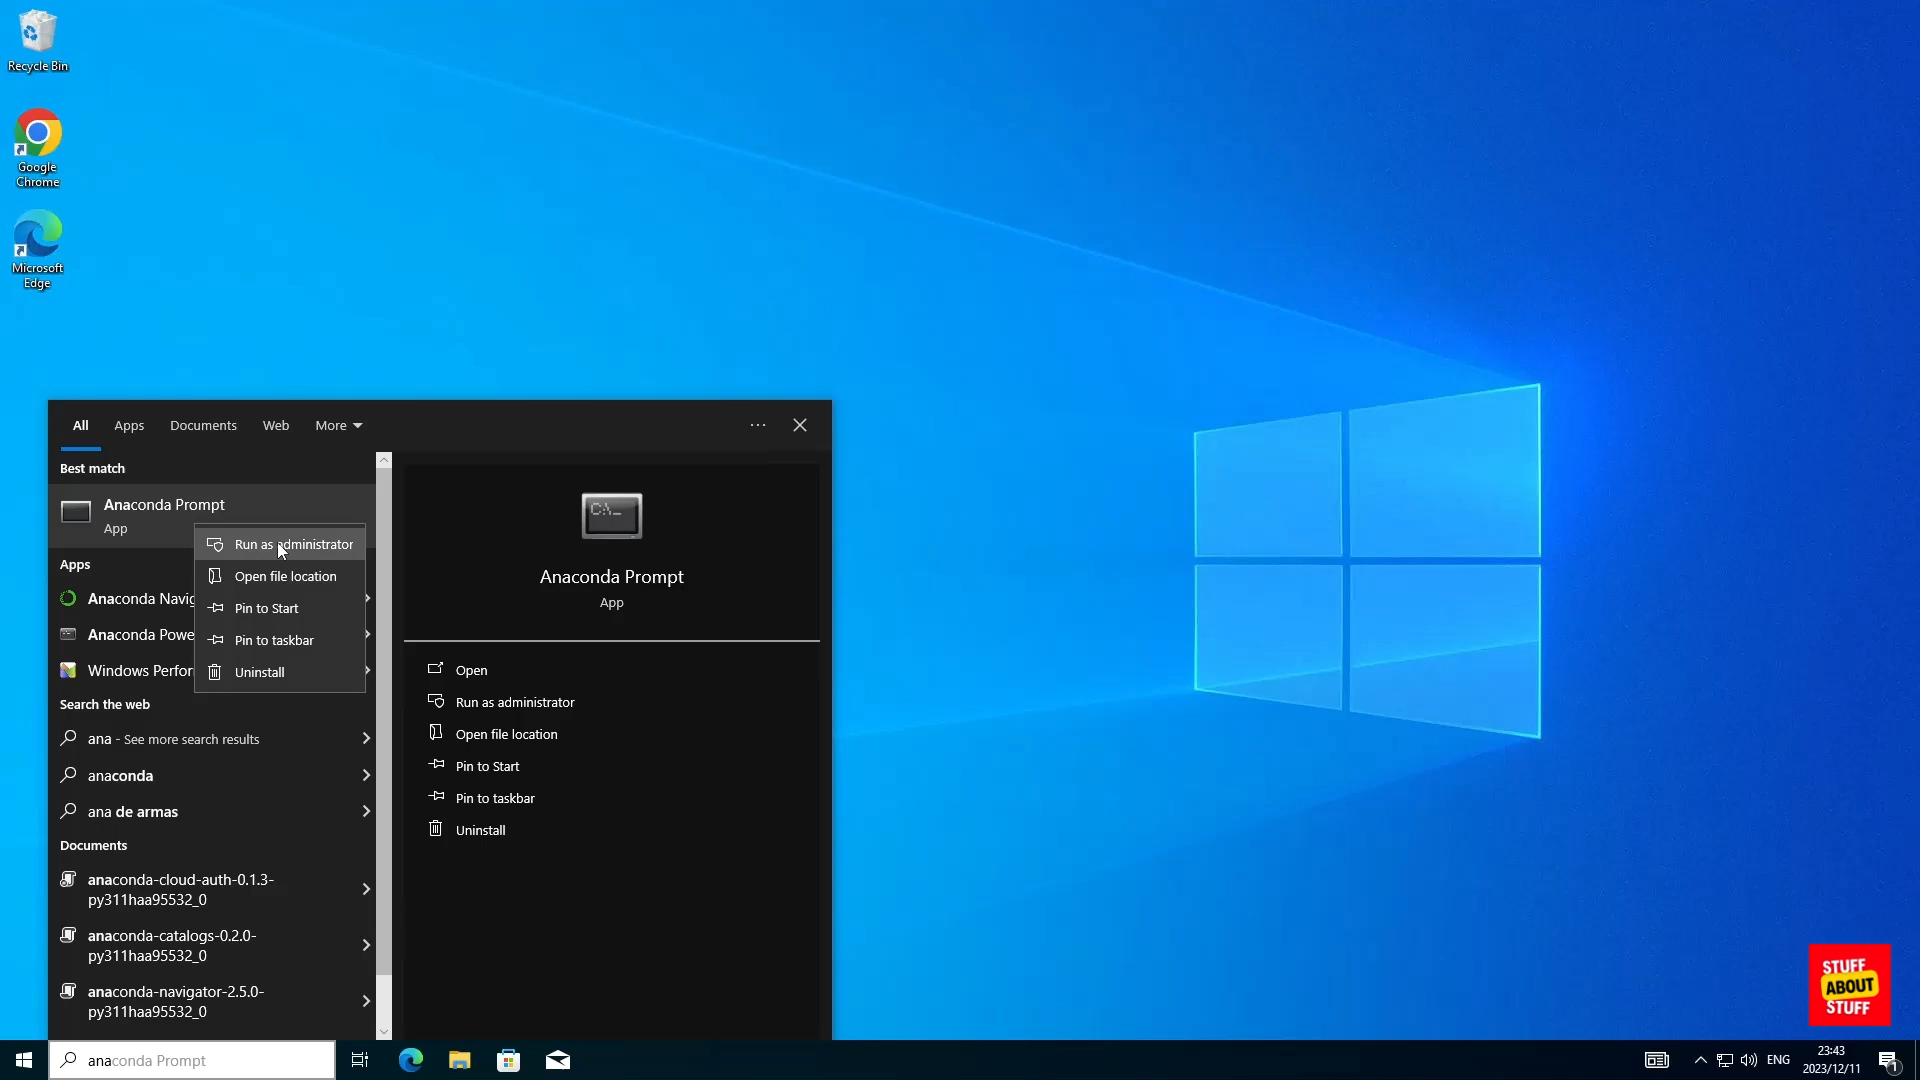 Recycle Bin
Google
Chrome
Microsoft
Edge
All Apps Documents Web More
Best match
Anaconda Prompt
App
Run as administrator
Open file location
Pin to Start
Pin to taskbar
Uninstall
Apps
Anaconda Navig
Anaconda Powe
Windows Perfor
Search the web
ana - See more search results
anaconda
ana de armas
Documents
anaconda-cloud-auth-0.1.3-
py311haa95532_0
anaconda-catalogs-0.2.0-
py311haa95532_0
anaconda-navigator-2.5.0-
py311haa95532_0
C:\_
Anaconda Prompt
App
Open
Run as administrator
Open file location
Pin to Start
Pin to taskbar
Uninstall
STUFF
ABOUT
STUFF
anaconda Prompt
ENG
23:43
2023/12/11
1